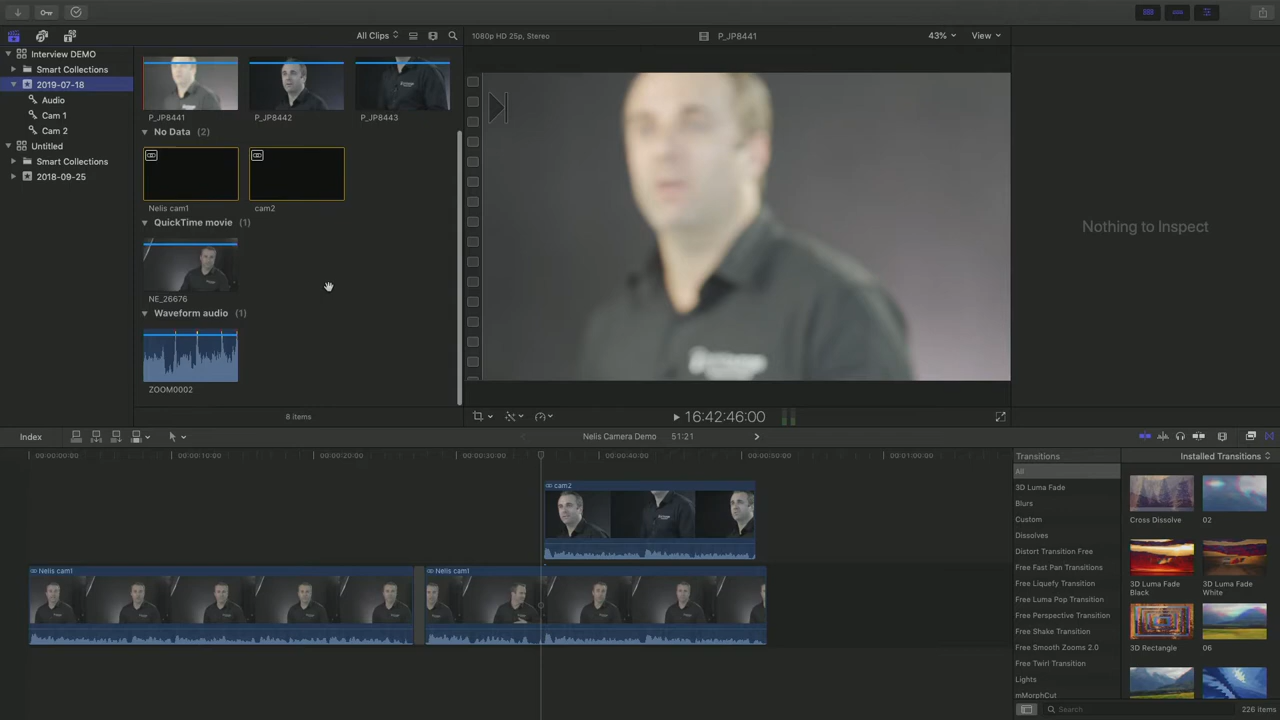 All Clips
1080p HD 25p, Stereo
P_JP8441
43%
View
Interview DEMO
Smart Collections
2019-07-18
Audio
Cam 1
Cam 2
Untitled
Smart Collections
2018-09-25
P_JP8441
P_JP8442
P_JP8443
No Data (2)
Nelis cam1
cam2
QuickTime movie (1)
NE_26676
Waveform audio (1)
ZOOM0002
8 items
Nothing to Inspect
16:42:46:00
Index
Nelis Camera Demo
51:21
Installed Transitions
00:00:00:00
00:00:10:00
00:00:20:00
00:00:30:00
00:00:40:00
00:00:50:00
00:01:00:00
cam2
Nelis cam1
Nelis cam1
Transitions
All
3D Luma Fade
Blurs
Custom
Dissolves
Distort Transition Free
Free Fast Pan Transitions
Free Liquefy Transition
Free Luma Pop Transition
Free Perspective Transition
Free Shake Transition
Free Smooth Zooms 2.0
Free Twirl Transition
Lights
mMorphCut
Cross Dissolve
02
3D Luma Fade Black
3D Luma Fade White
3D Rectangle
06
Search
226 items